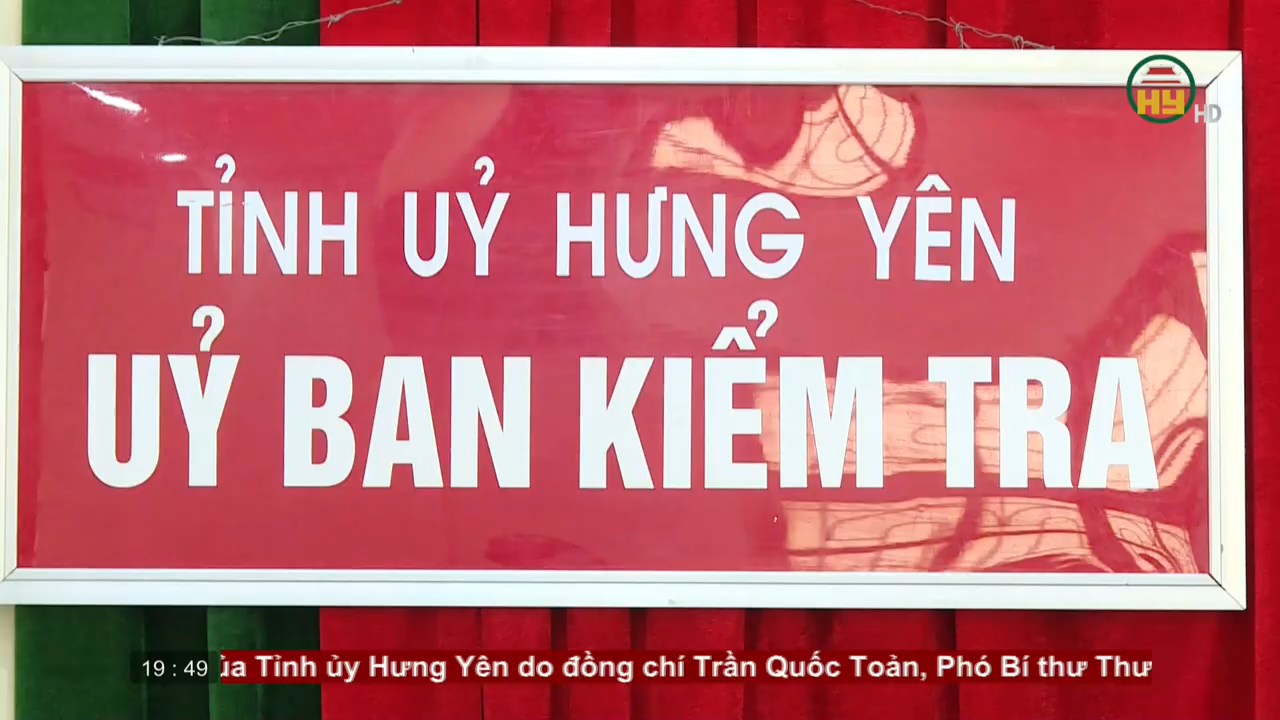 HY HD
TỈNH UỶ HƯNG YÊN
UỶ BAN KIỂM TRA
19 : 49 ủa Tỉnh ủy Hưng Yên do đồng chí Trần Quốc Toản, Phó Bí thư Thư